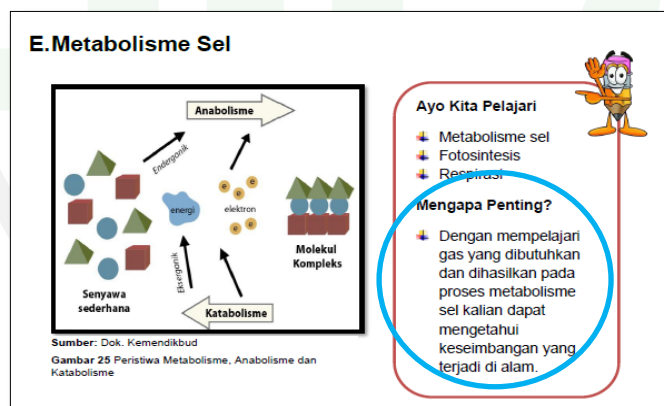 E.Metabolisme Sel
Anabolisme
Enderganik
energi
elektron
e
e
e
e
e
e
e
Molekul
Kompleks
Senyawa
sederhana
Eksergonik
Katabolisme
Sumber: Dok. Kemendikbud
Gambar 25 Peristiwa Metabolisme, Anabolisme dan
Katabolisme
Ayo Kita Pelajari
Metabolisme sel
Fotosintesis
Respirasi
Mengapa Penting?
Dengan mempelajari
gas yang dibutuhkan
dan dihasilkan pada
proses metabolisme
sel kalian dapat
mengetahui
keseimbangan yang
terjadi di alam.